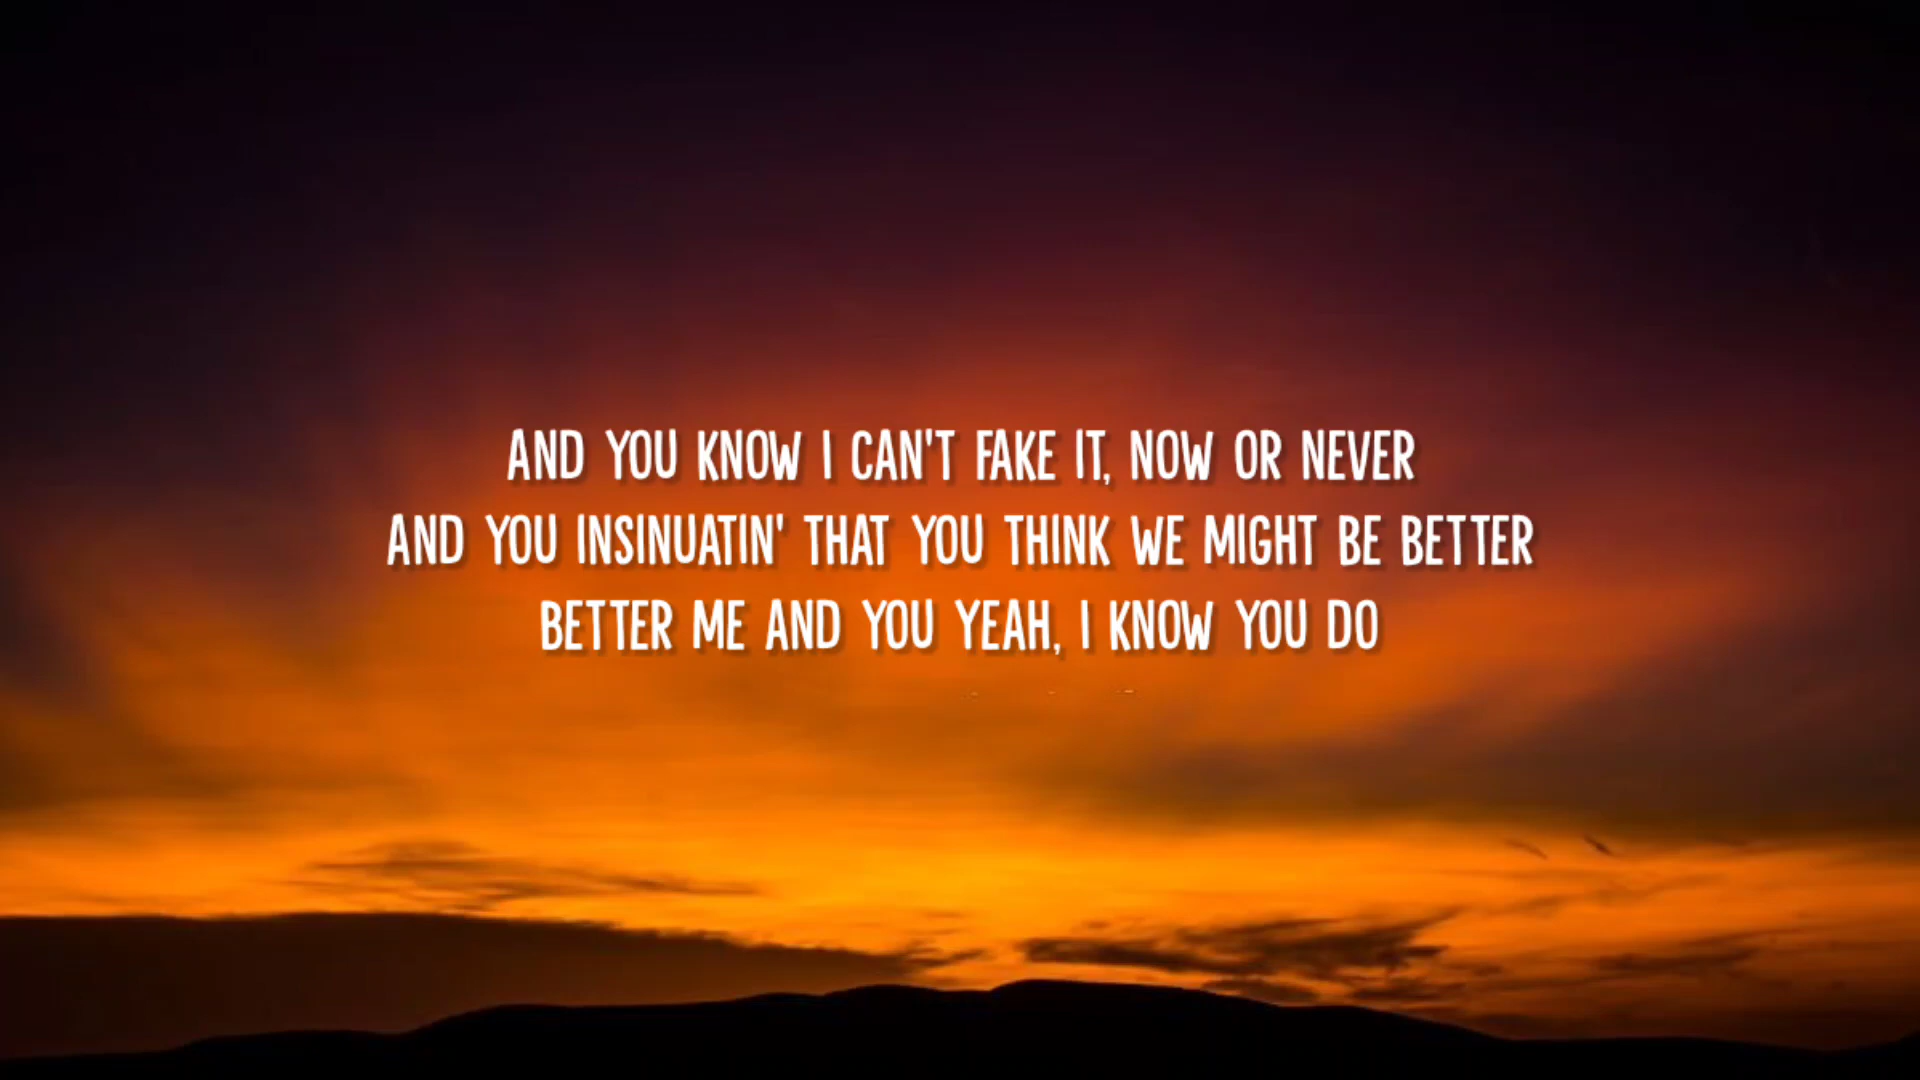 AND YOU KNOW I CAN'T FAKE IT, NOW OR NEVER
AND YOU INSINUATIN' THAT YOU THINK WE MIGHT BE BETTER
BETTER ME AND YOU YEAH, I KNOW YOU DO